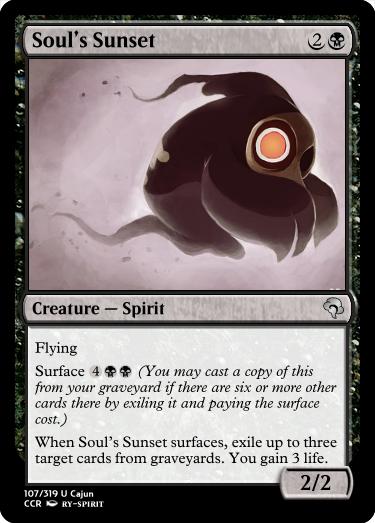 Soul's Sunset 2
Creature — Spirit
Flying
Surface 4 (You may cast a copy of this
from your graveyard if there are six or more other
cards there by exiling it and paying the surface
cost.)
When Soul's Sunset surfaces, exile up to three
target cards from graveyards. You gain 3 life.
2/2
107/319 U Cajun
CCR RY-SPIRIT